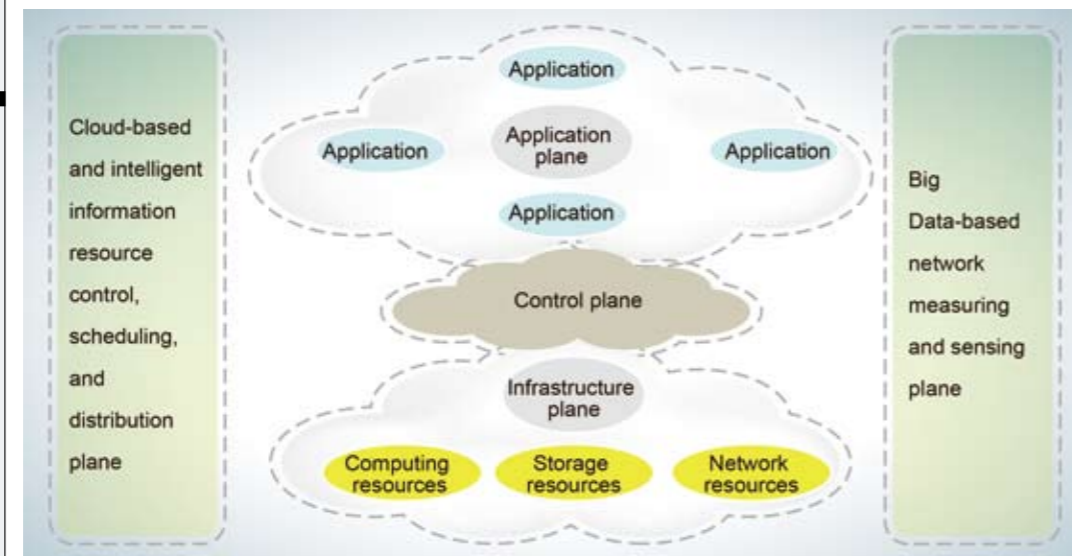 Cloud-based
and intelligent
information
resource
control,
scheduling,
and
distribution
plane
Application
Application
plane
Application
Application
Application
Control plane
Infrastructure
plane
Computing
resources
Storage
resources
Network
resources
Big
Data-based
network
measuring
and sensing
plane